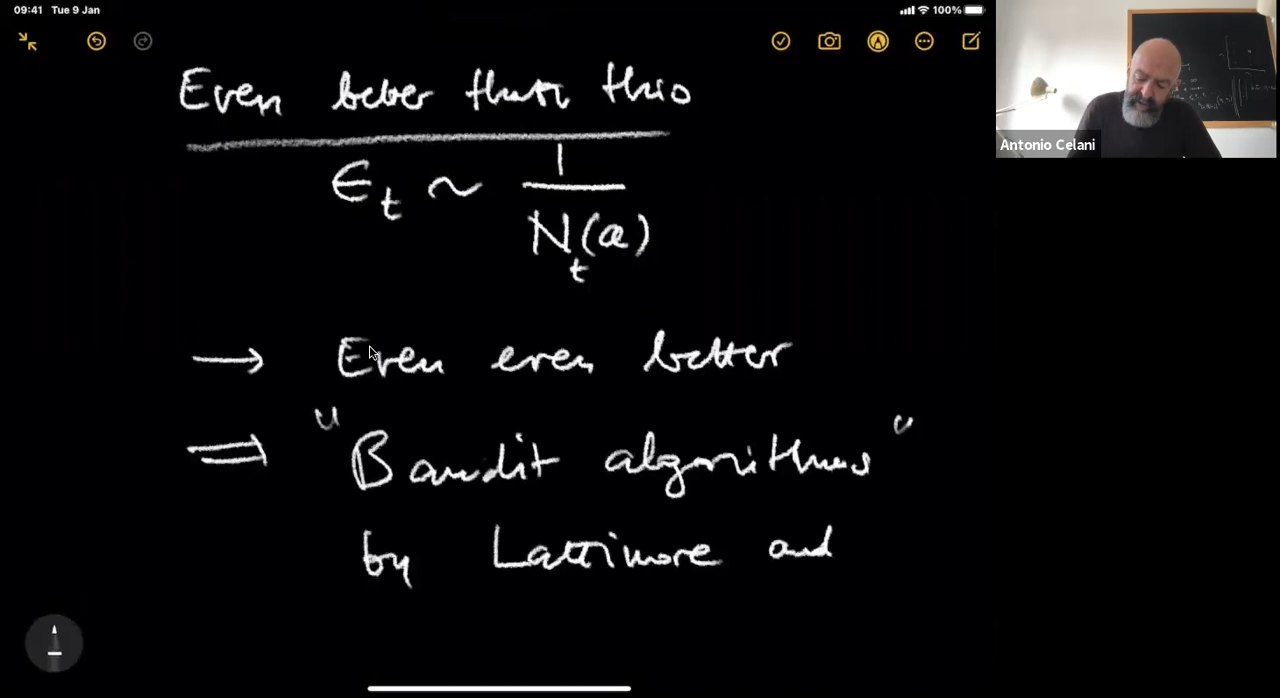 09:41 Tue 9 Jan
100%
Even better than this
ϵ_t ~ 1 / N_t(a)
→ Even even better
⇒ "Bandit algorithms"
by Lattimore and
Antonio Celani